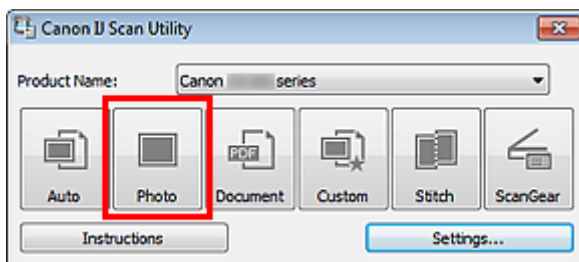 Canon IJ Scan Utility
Product Name: Canon series
Auto Photo Document Custom Stitch ScanGear
PDF
Instructions Settings...